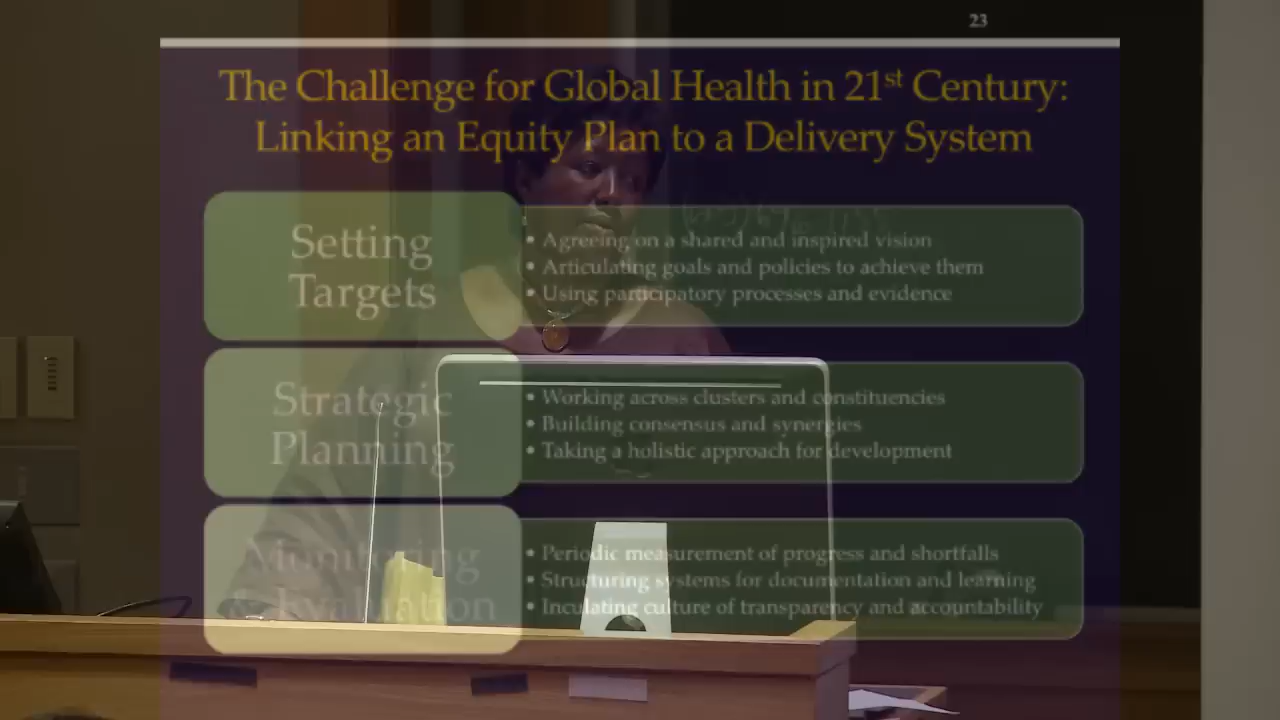 23
The Challenge for Global Health in 21st Century:
Linking an Equity Plan to a Delivery System
Setting
Targets
• Agreeing on a shared and inspired vision
• Articulating goals and policies to achieve them
• Using participatory processes and evidence
Strategic
Planning
• Working across clusters and constituencies
• Building consensus and synergies
• Taking a holistic approach for development
Monitoring
& Evaluation
• Periodic measurement of progress and shortfalls
• Structuring systems for documentation and learning
• Inculating culture of transparency and accountability